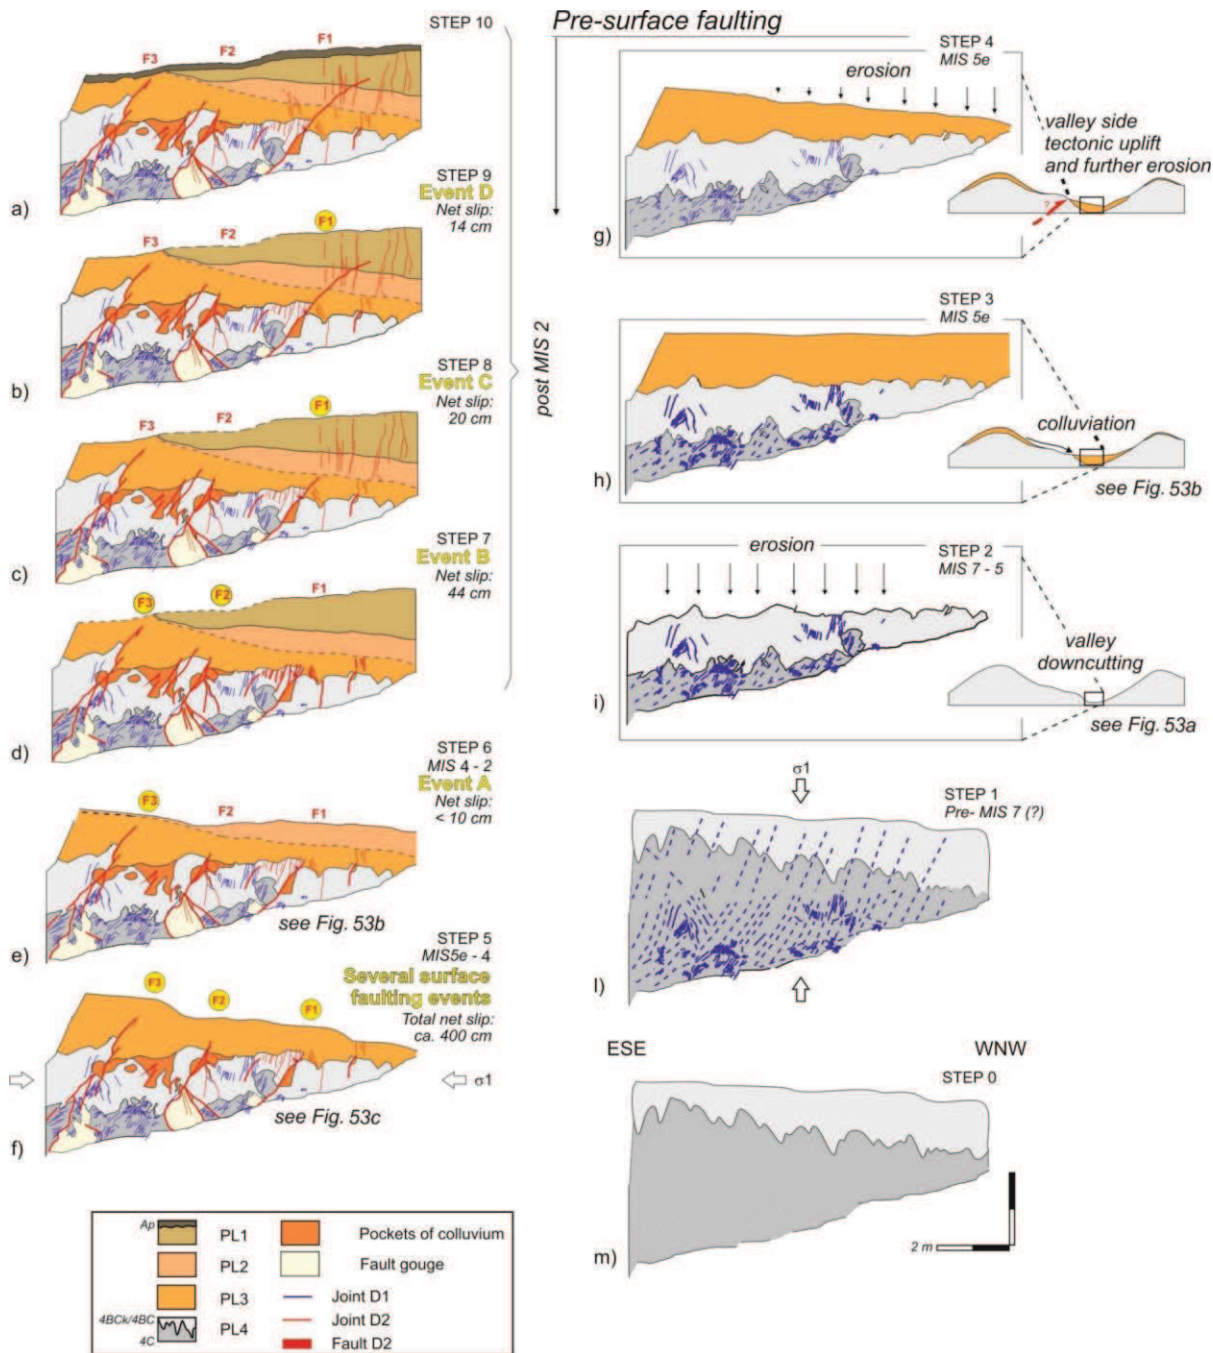 STEP 10
F3 F2 F1
a)
STEP 9
Event D
Net slip:
14 cm
F3 F2 F1
b)
STEP 8
Event C
Net slip:
20 cm
F3 F2 F1
c)
STEP 7
Event B
Net slip:
44 cm
F3 F2 F1
d)
STEP 6
MIS 4 - 2
Event A
Net slip:
< 10 cm
F3 F2 F1
see Fig. 53b
e)
STEP 5
MIS5e - 4
Several surface
faulting events
Total net slip:
ca. 400 cm
F3 F2 F1
σ1
see Fig. 53c
f)
post MIS 2
Pre-surface faulting
STEP 4
MIS 5e
erosion
valley side
tectonic uplift
and further erosion
?
g)
STEP 3
MIS 5e
colluviation
h)
see Fig. 53b
erosion
STEP 2
MIS 7 - 5
valley
downcutting
i)
see Fig. 53a
σ1
STEP 1
Pre- MIS 7 (?)
l)
ESE WNW
STEP 0
m)
2 m
Ap PL1 Pockets of colluvium
PL2 Fault gouge
PL3 Joint D1
4BCk/4BC PL4 Joint D2
4C Fault D2